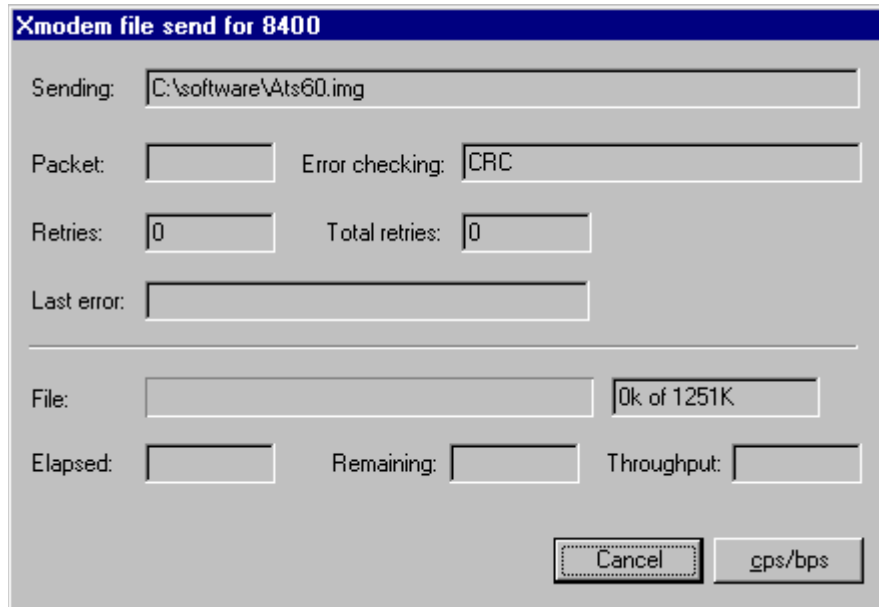 Xmodem file send for 8400
Sending: C:\software\Ats60.img
Packet: Error checking: CRC
Retries: 0 Total retries: 0
Last error:
File: 0k of 1251K
Elapsed: Remaining: Throughput:
Cancel cps/bps